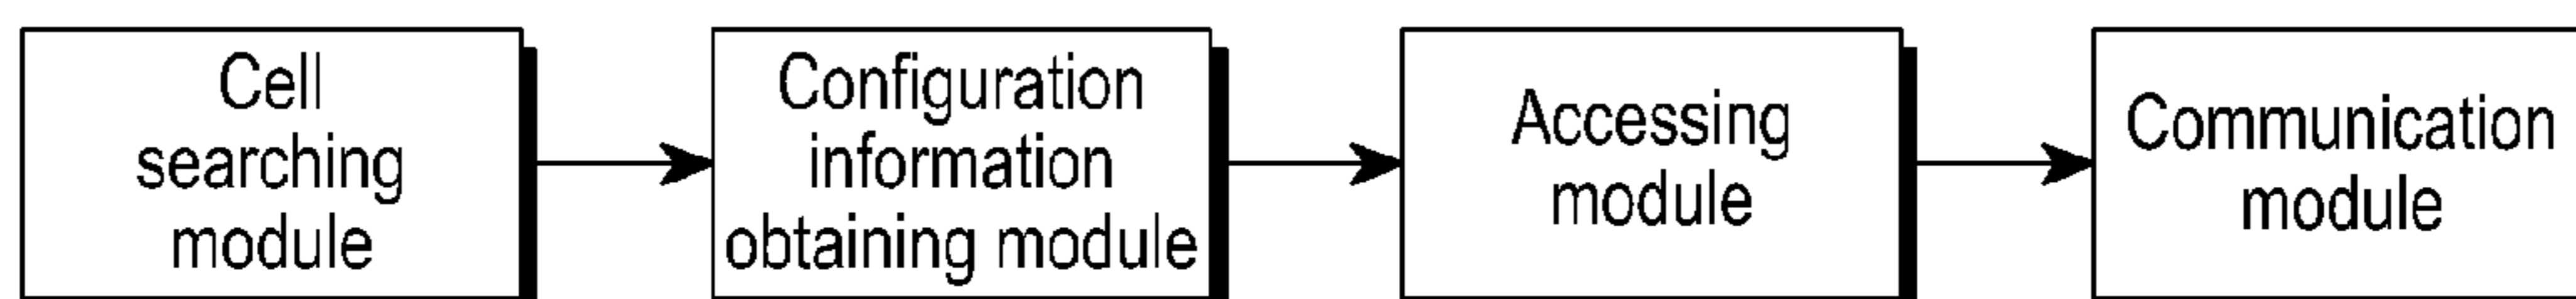 Cell
searching
module
Configuration
information
obtaining module
Accessing
module
Communication
module